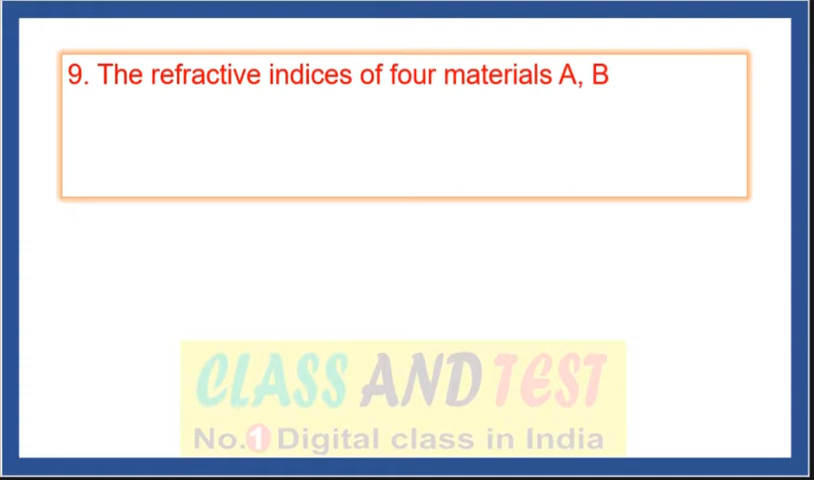 9. The refractive indices of four materials A, B
CLASS AND TEST
No.1 Digital class in India